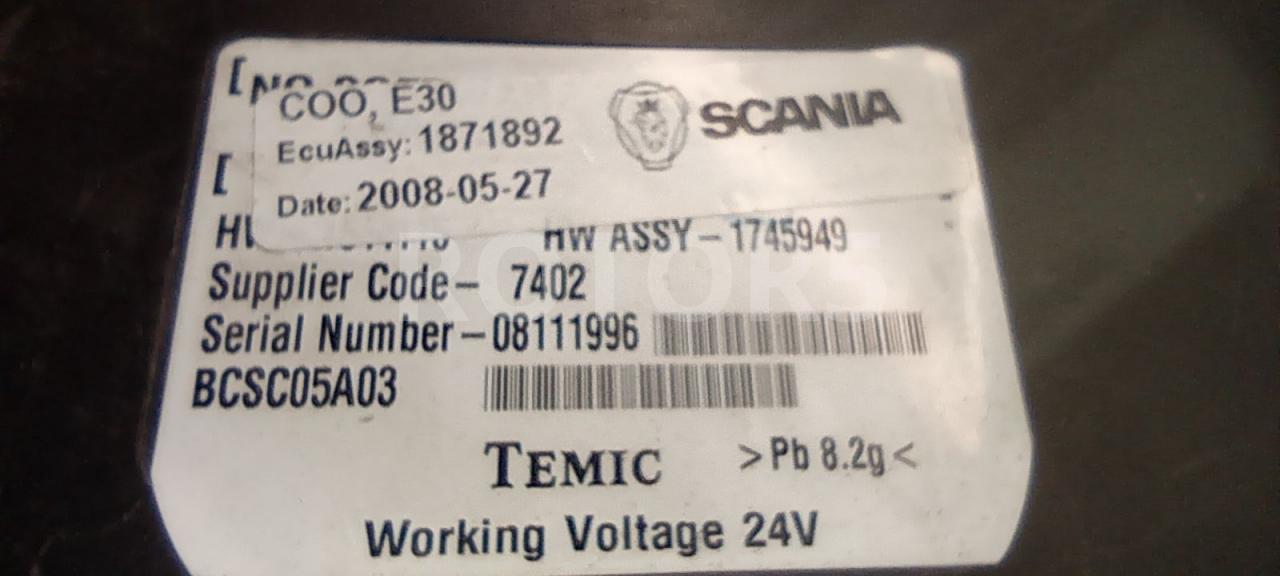 [
COO, E30
SCANIA
EcuAssy: 1871892
[
Date: 2008-05-27
HW ASSY – 1745949
ROTORS
Supplier Code – 7402
Serial Number – 08111996
BCSC05A03
TEMIC >Pb 8.2g<
Working Voltage 24V